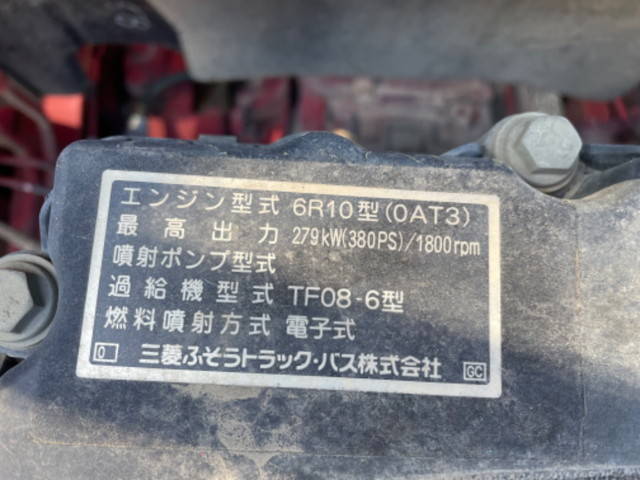 エンジン型式 6R10型(0AT3)
最高出力 279kW(380PS)/1800rpm
噴射ポンプ型式
過給機型式 TF08-6型
燃料噴射方式 電子式
0 三菱ふそうトラック・バス株式会社 GC